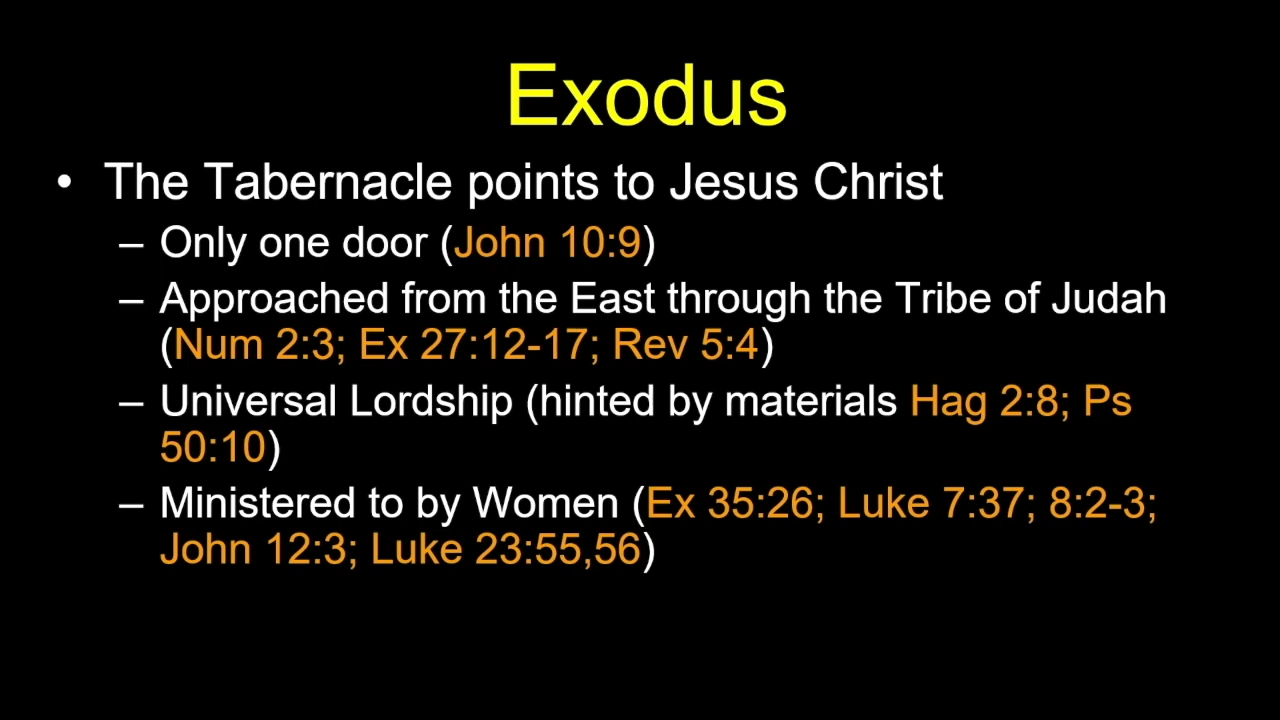 Exodus
• The Tabernacle points to Jesus Christ
– Only one door (John 10:9)
– Approached from the East through the Tribe of Judah
(Num 2:3; Ex 27:12-17; Rev 5:4)
– Universal Lordship (hinted by materials Hag 2:8; Ps
50:10)
– Ministered to by Women (Ex 35:26; Luke 7:37; 8:2-3;
John 12:3; Luke 23:55,56)